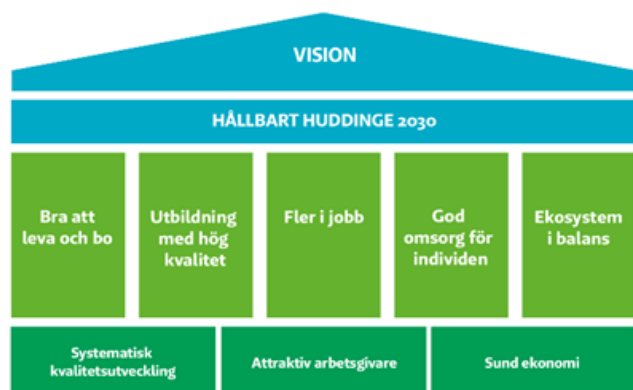 VISION
HÅLLBART HUDDINGE 2030
Bra att
leva och bo
Utbildning
med hög
kvalitet
Fler i jobb
God
omsorg för
individen
Ekosystem
i balans
Systematisk
kvalitetsutveckling
Attraktiv arbetsgivare
Sund ekonomi